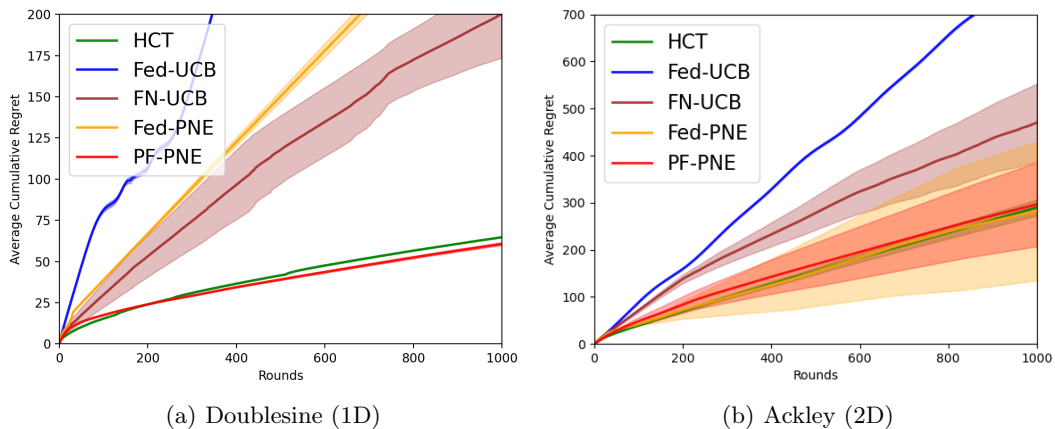 200
175
150
125
100
75
50
25
0
Average Cumulative Regret
HCT
Fed-UCB
FN-UCB
Fed-PNE
PF-PNE
0 200 400 600 800 1000
Rounds
(a) Doublesine (1D)
700
600
500
400
300
200
100
0
Average Cumulative Regret
HCT
Fed-UCB
FN-UCB
Fed-PNE
PF-PNE
0 200 400 600 800 1000
Rounds
(b) Ackley (2D)